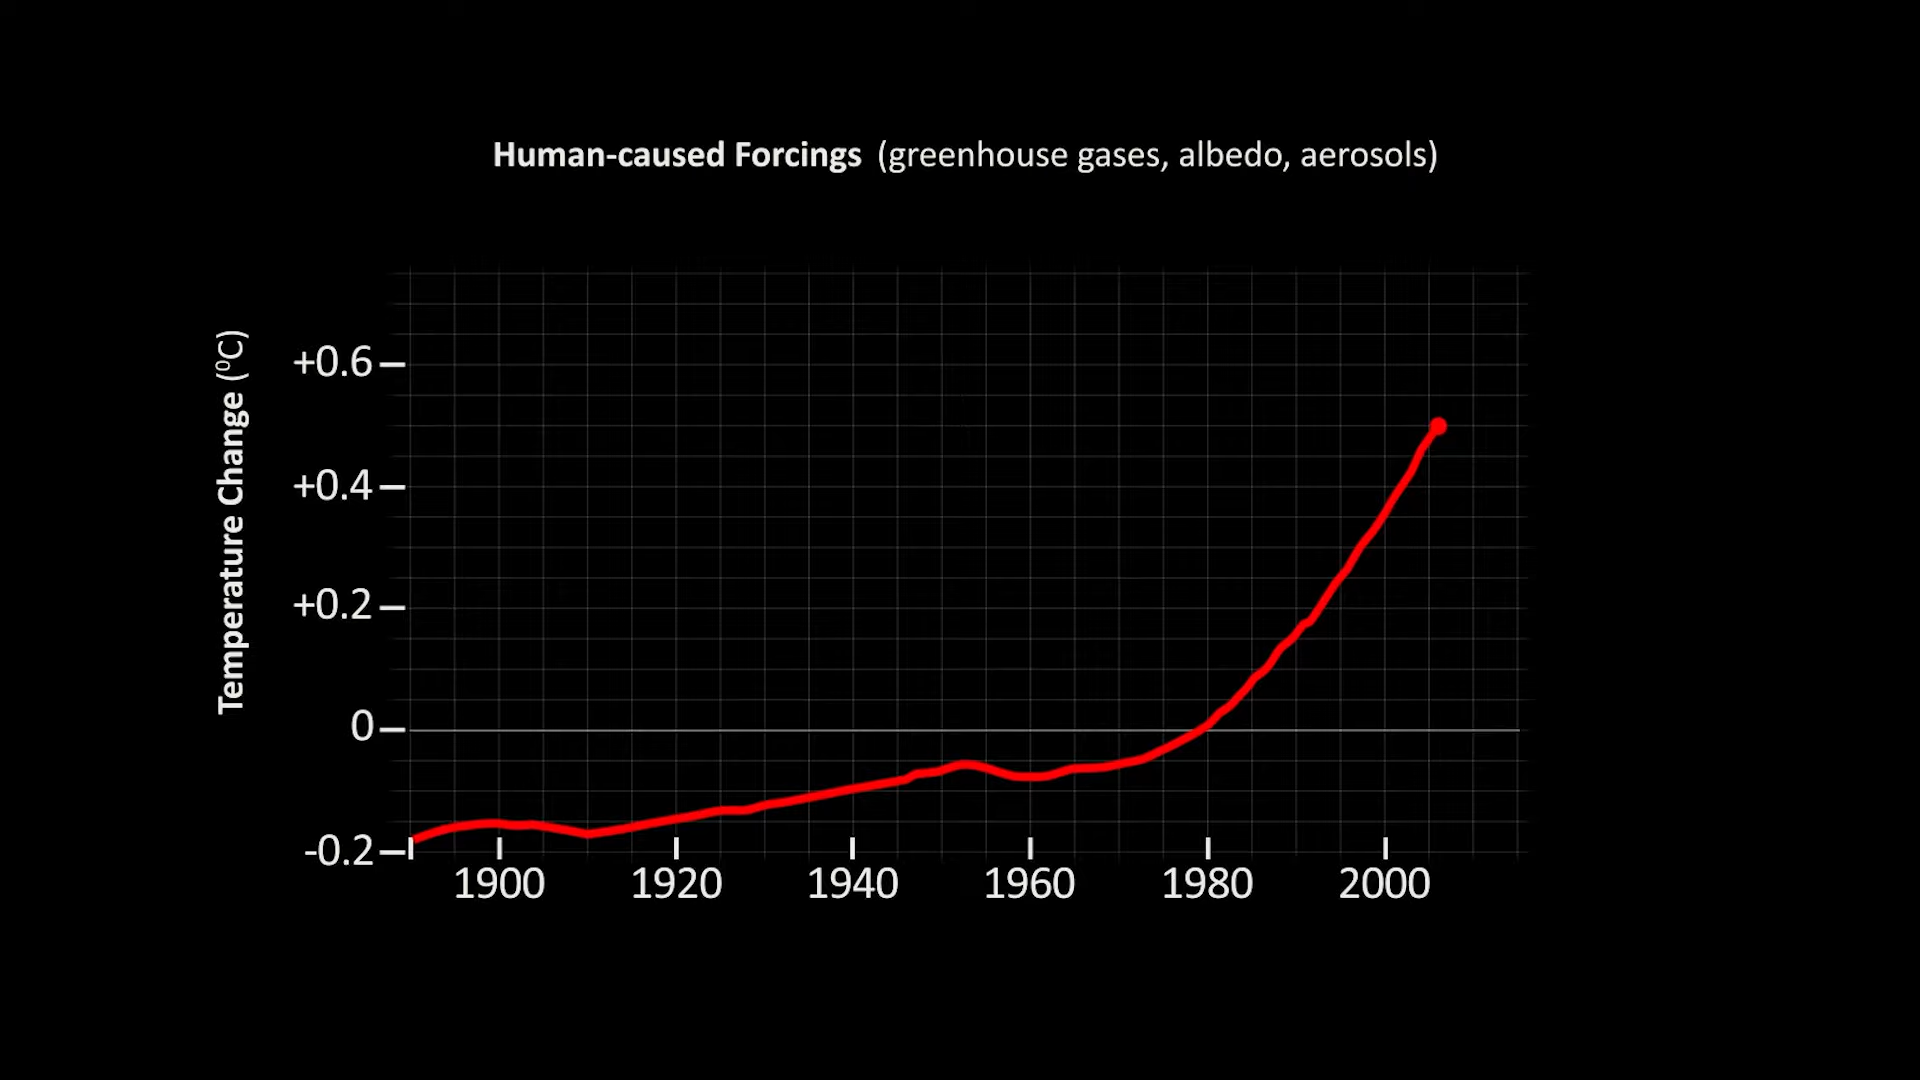 Human-caused Forcings (greenhouse gases, albedo, aerosols)
Temperature Change (⁰C)
+0.6
+0.4
+0.2
0
-0.2
1900 1920 1940 1960 1980 2000